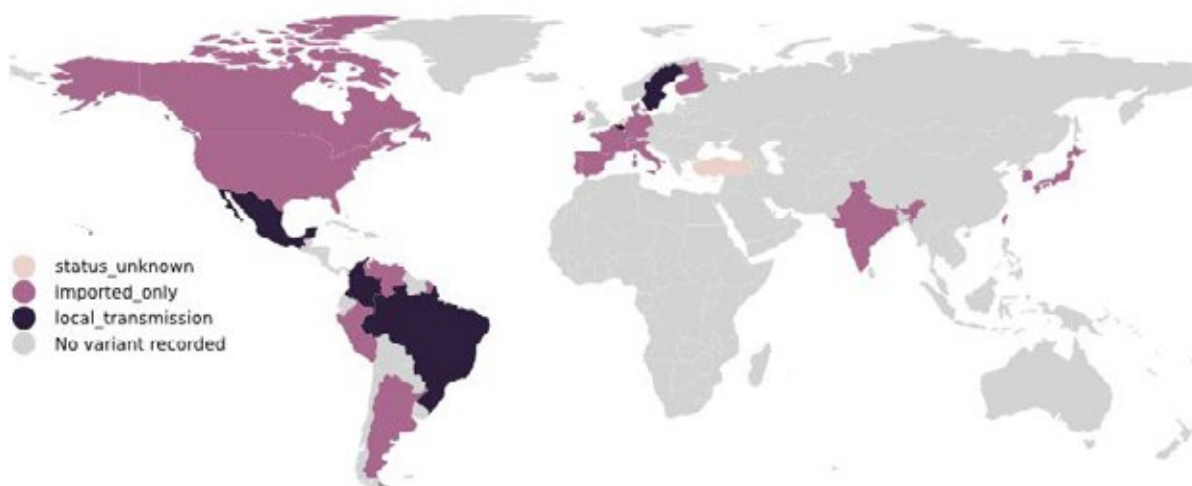 status_unknown
imported_only
local_transmission
No variant recorded